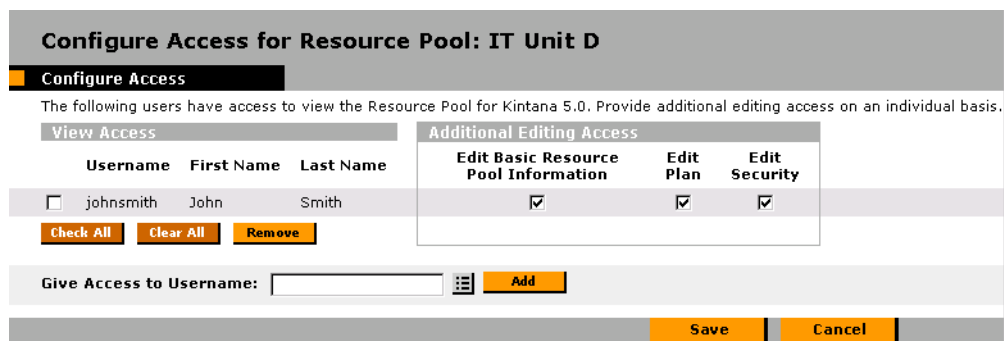 Configure Access for Resource Pool: IT Unit D
Configure Access
The following users have access to view the Resource Pool for Kintana 5.0. Provide additional editing access on an individual basis.
View Access
Additional Editing Access
Username First Name Last Name
Edit Basic Resource Pool Information
Edit Plan
Edit Security
johnsmith John Smith
Check All Clear All Remove
Give Access to Username: Add
Save Cancel